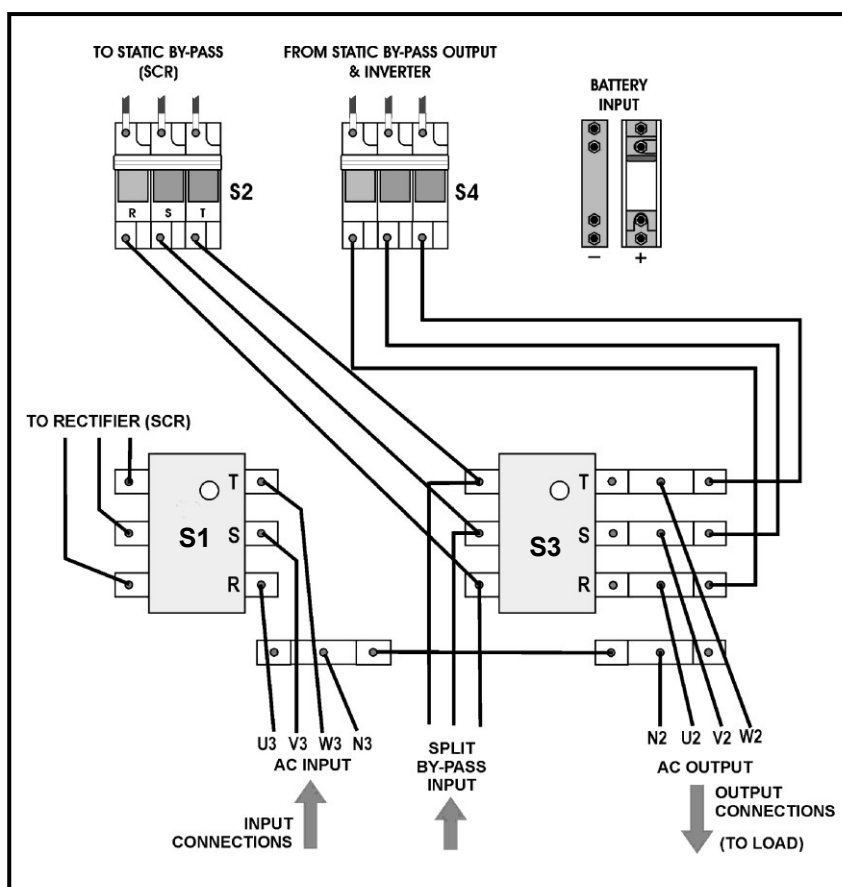 TO STATIC BY-PASS
(SCR)
FROM STATIC BY-PASS OUTPUT
& INVERTER
BATTERY
INPUT
S2
R S T
S4
– +
TO RECTIFIER (SCR)
S1
T
S
R
S3
T
S
R
U3 V3 W3 N3
AC INPUT
INPUT
CONNECTIONS
SPLIT
BY-PASS
INPUT
N2 U2 V2 W2
AC OUTPUT
OUTPUT
CONNECTIONS
(TO LOAD)